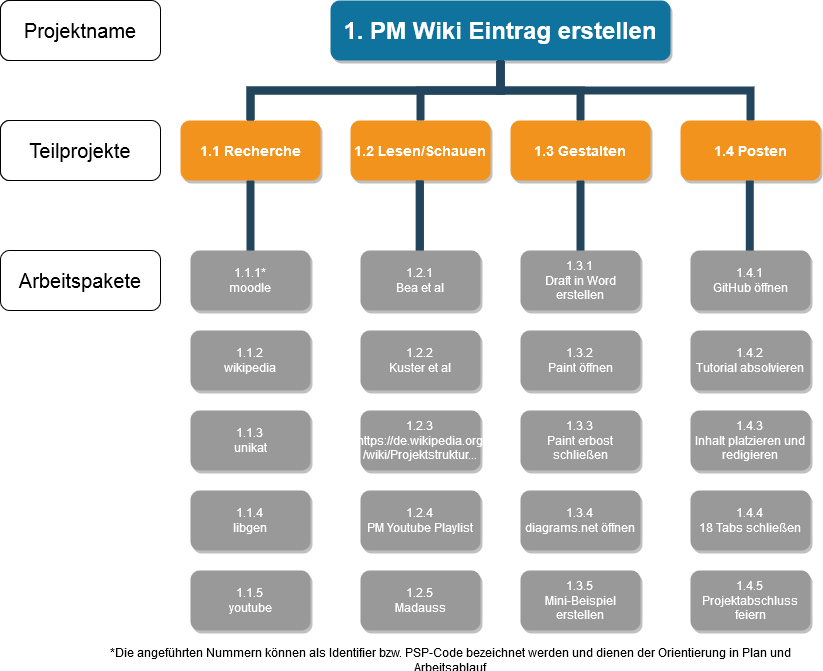 Projektname
1. PM Wiki Eintrag erstellen
Teilprojekte
1.1 Recherche
1.2 Lesen/Schauen
1.3 Gestalten
1.4 Posten
Arbeitspakete
1.1.1*
moodle
1.2.1
Bea et al
1.3.1
Draft in Word
erstellen
1.4.1
GitHub öffnen
1.1.2
wikipedia
1.2.2
Kuster et al
1.3.2
Paint öffnen
1.4.2
Tutorial absolvieren
1.1.3
unikat
1.2.3
https://de.wikipedia.org
/wiki/Projektstruktur...
1.3.3
Paint erbost
schließen
1.4.3
Inhalt platzieren und
redigieren
1.1.4
libgen
1.2.4
PM Youtube Playlist
1.3.4
diagrams.net öffnen
1.4.4
18 Tabs schließen
1.1.5
youtube
1.2.5
Madauss
1.3.5
Mini-Beispiel
erstellen
1.4.5
Projektabschluss
feiern
*Die angeführten Nummern können als Identifier bzw. PSP-Code bezeichnet werden und dienen der Orientierung in Plan und
Arbeitsablauf